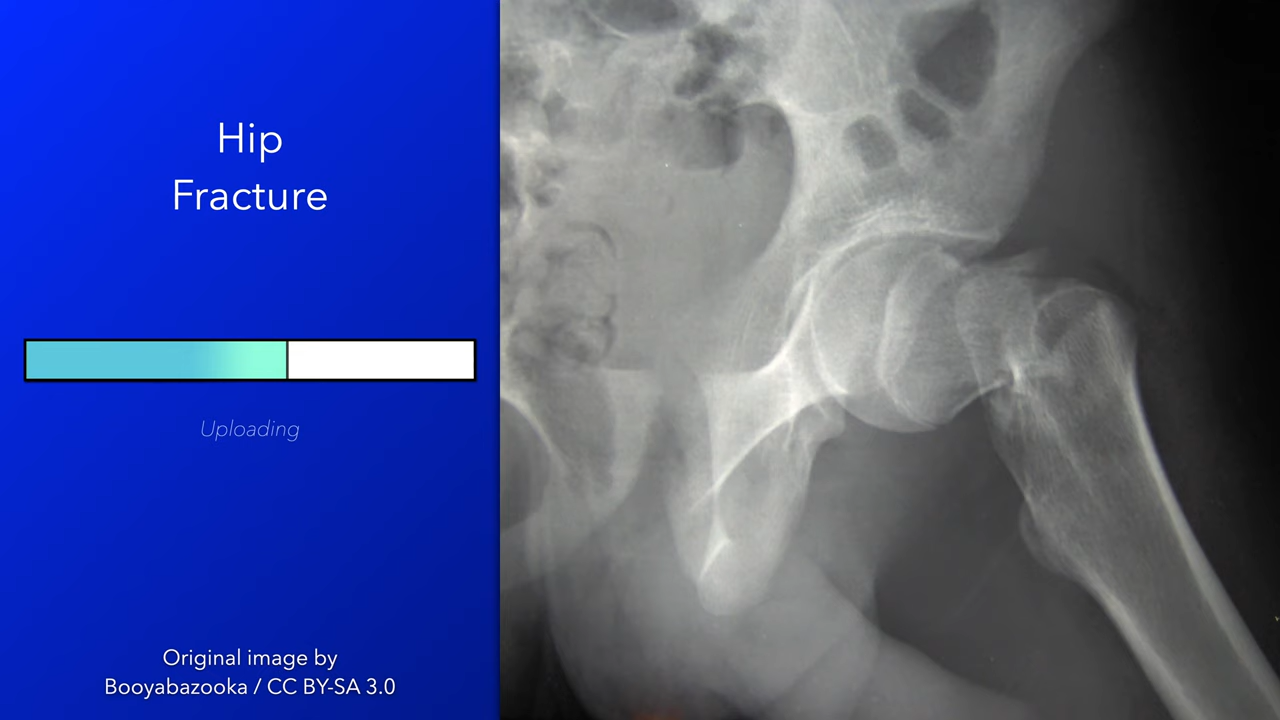 Hip
Fracture
Uploading
Original image by
Booyabazooka / CC BY-SA 3.0